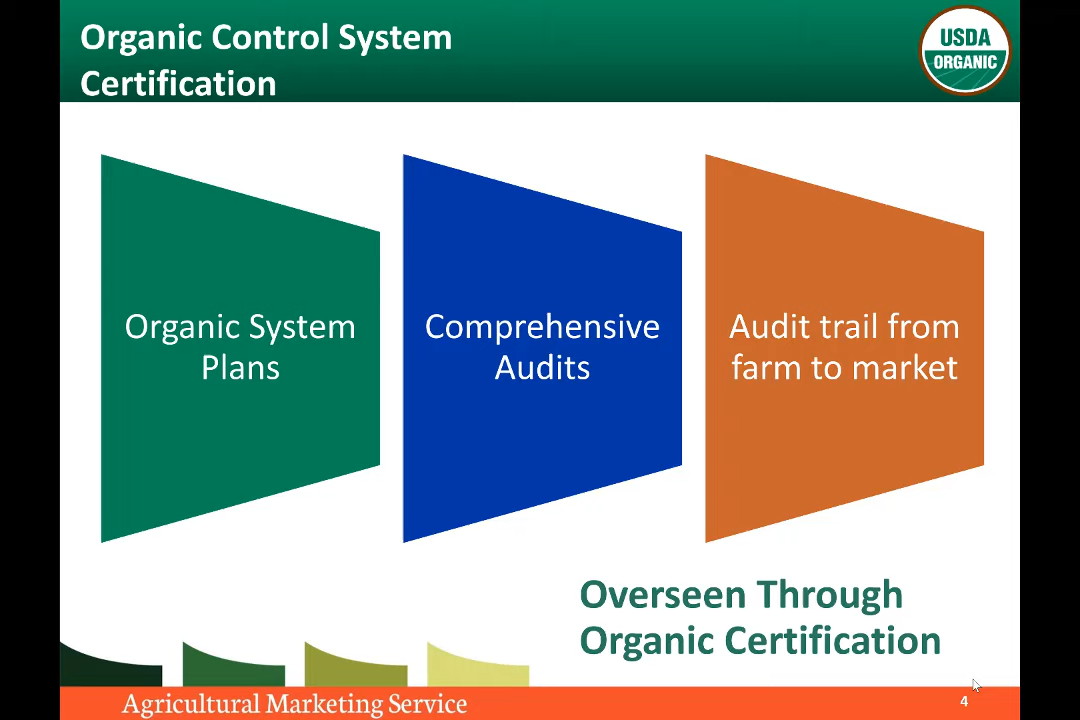 Organic Control System
Certification
USDA
ORGANIC
Organic System
Plans
Comprehensive
Audits
Audit trail from
farm to market
Overseen Through
Organic Certification
Agricultural Marketing Service
4